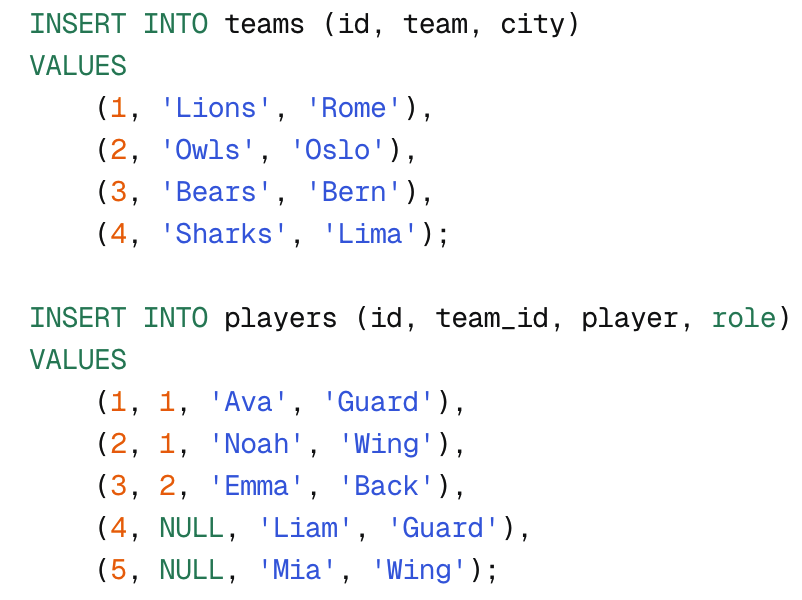 INSERT INTO teams (id, team, city)
VALUES
    (1, 'Lions', 'Rome'),
    (2, 'Owls', 'Oslo'),
    (3, 'Bears', 'Bern'),
    (4, 'Sharks', 'Lima');

INSERT INTO players (id, team_id, player, role)
VALUES
    (1, 1, 'Ava', 'Guard'),
    (2, 1, 'Noah', 'Wing'),
    (3, 2, 'Emma', 'Back'),
    (4, NULL, 'Liam', 'Guard'),
    (5, NULL, 'Mia', 'Wing');